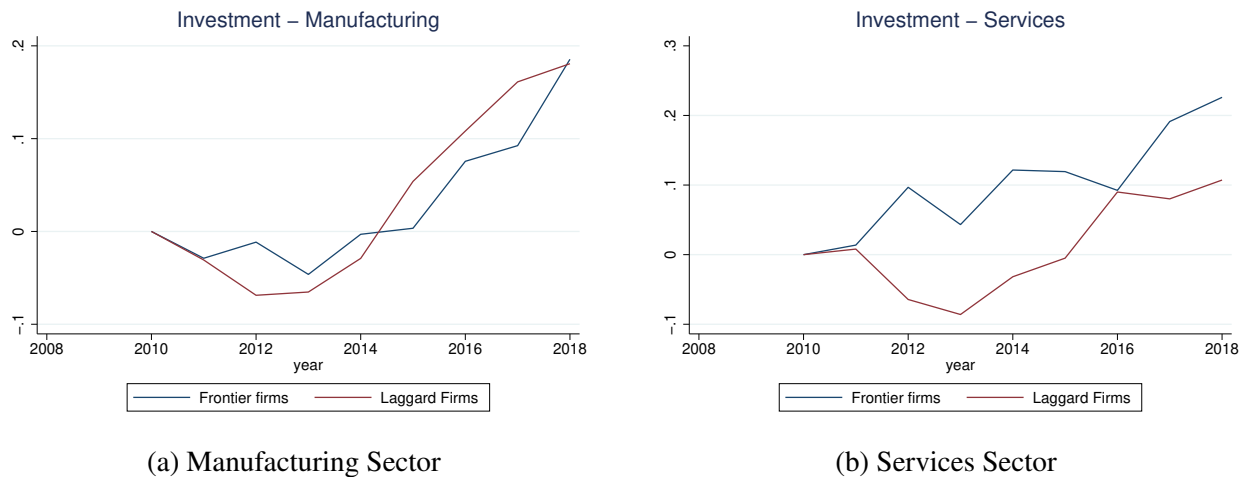 Investment – Manufacturing
.2
.1
0
−.1
2008 2010 2012 2014 2016 2018
year
Frontier firms Laggard Firms
(a) Manufacturing Sector
Investment – Services
.3
.2
.1
0
−.1
2008 2010 2012 2014 2016 2018
year
Frontier firms Laggard Firms
(b) Services Sector